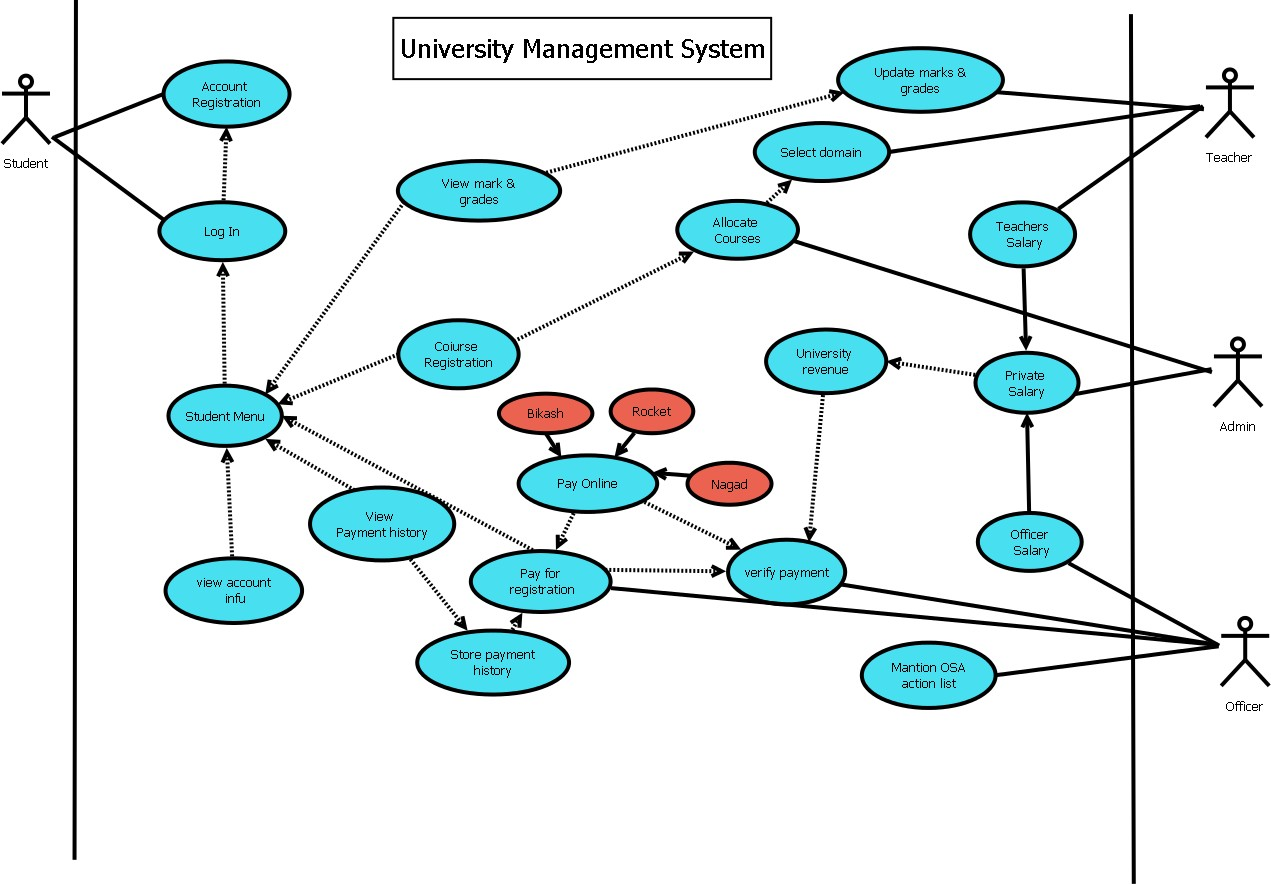 University Management System
Student
Account
Registration
Log In
Student Menu
view account
infu
View mark &
grades
Coiurse
Registration
View
Payment history
Bikash
Rocket
Nagad
Pay Online
Pay for
registration
Store payment
history
verify payment
Update marks &
grades
Select domain
Allocate
Courses
Teachers
Salary
University
revenue
Private
Salary
Officer
Salary
Mantion OSA
action list
Teacher
Admin
Officer